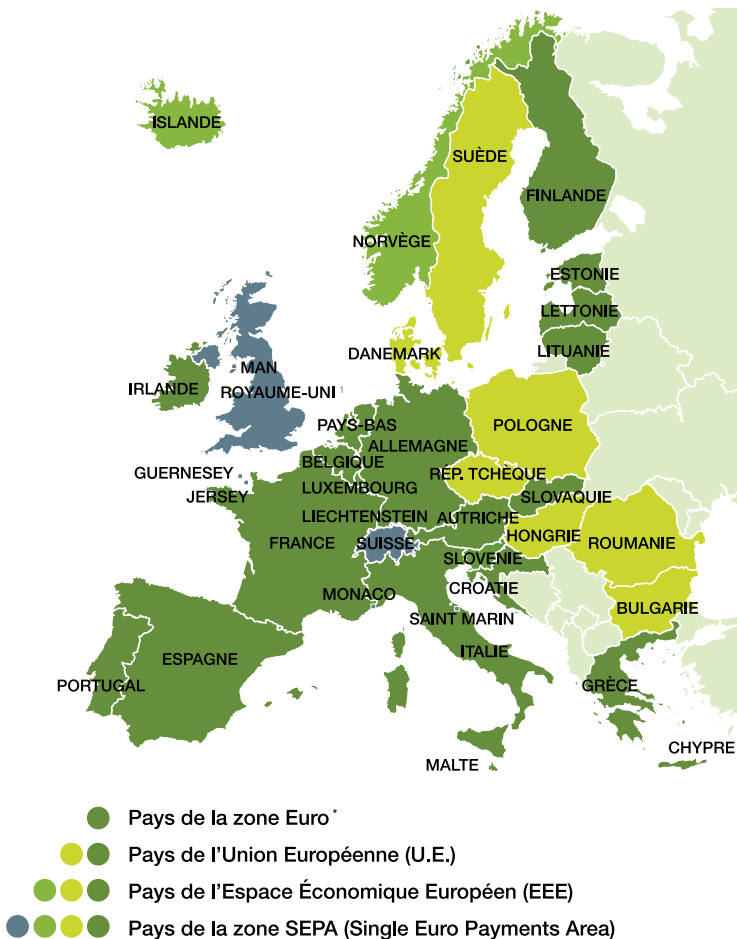 ISLANDE
SUÈDE
FINLANDE
NORVÈGE
ESTONIE
LETTONIE
LITUANIE
DANEMARK
MAN
IRLANDE
ROYAUME-UNI 1
PAYS-BAS
POLOGNE
ALLEMAGNE
BELGIQUE
RÉP. TCHÈQUE
GUERNESEY
LUXEMBOURG
JERSEY
SLOVAQUIE
LIECHTENSTEIN
AUTRICHE
FRANCE
SUISSE
HONGRIE
ROUMANIE
SLOVENIE
MONACO
CROATIE
BULGARIE
SAINT MARIN
ESPAGNE
ITALIE
PORTUGAL
GRÈCE
CHYPRE
MALTE
Pays de la zone Euro*
Pays de l'Union Européenne (U.E.)
Pays de l'Espace Économique Européen (EEE)
Pays de la zone SEPA (Single Euro Payments Area)